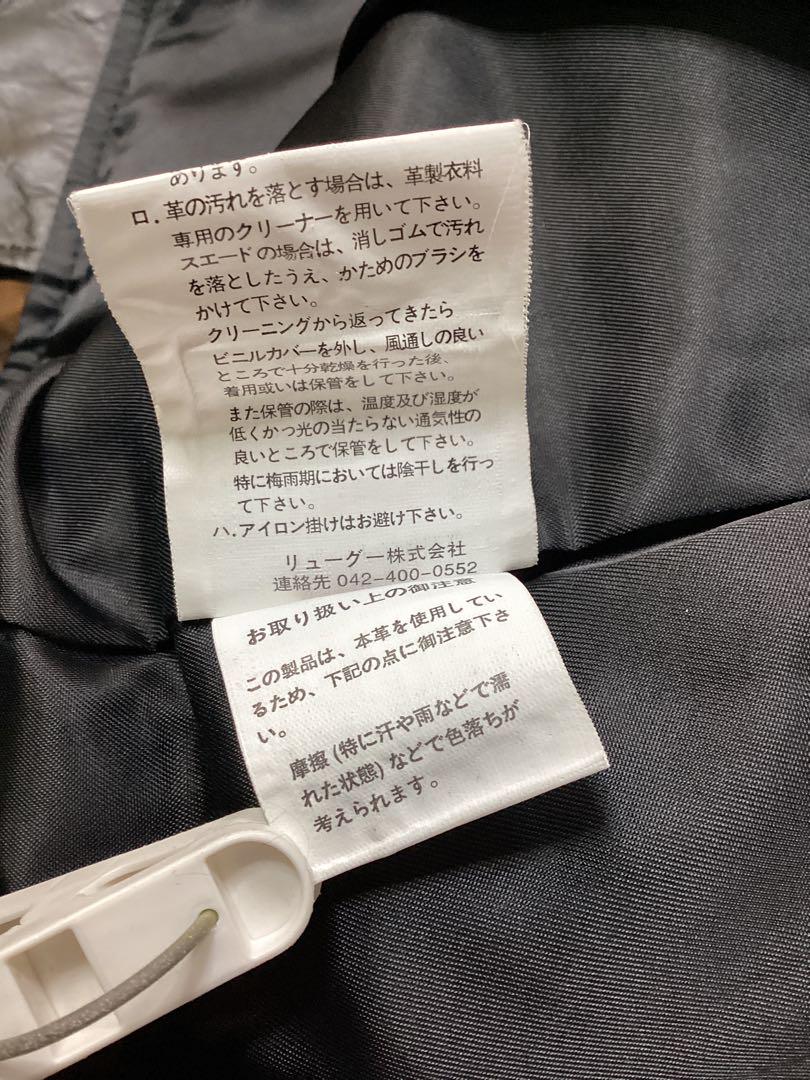 めります。
ロ.革の汚れを落とす場合は、革製衣料
専用のクリーナーを用いて下さい。
スエードの場合は、消しゴムで汚れ
を落としたうえ、かためのブラシを
かけて下さい。
クリーニングから返ってきたら
ビニルカバーを外し、風通しの良い
ところで十分乾燥を行った後、
着用或いは保管をして下さい。
また保管の際は、温度及び湿度が
低くかつ光の当たらない通気性の
良いところで保管をして下さい。
特に梅雨期においては陰干しを行っ
て下さい。
ハ.アイロン掛けはお避け下さい。
リューグー株式会社
連絡先 042-400-0552
お取り扱い上の御注意
この製品は、本革を使用してい
るため、下記の点に御注意下さ
い。
摩擦(特に汗や雨などで濡
れた状態)などで色落ちが
考えられます。